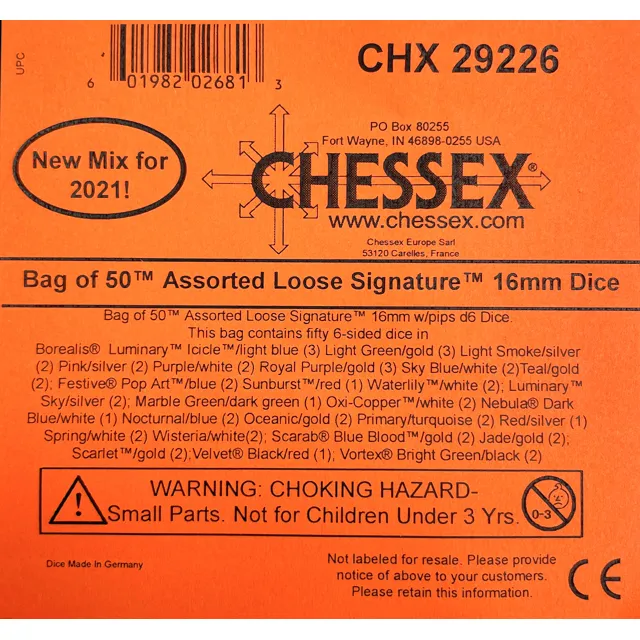 UPC
6 01982 02681 3
4
CHX 29226
PO Box 80255
Fort Wayne, IN 46898-0255 USA
New Mix for
2021!
CHESSEX®
www.chessex.com
Chessex Europe Sarl
53120 Carelles, France
Bag of 50™ Assorted Loose Signature™ 16mm Dice
Bag of 50™ Assorted Loose Signature™ 16mm w/pips d6 Dice.
This bag contains fifty 6-sided dice in
Borealis® Luminary™ Icicle™/light blue (3) Light Green/gold (3) Light Smoke/silver
(2) Pink/silver (2) Purple/white (2) Royal Purple/gold (3) Sky Blue/white (2)Teal/gold
(2); Festive® Pop Art™/blue (2) Sunburst™/red (1) Waterlily™/white (2); Luminary™
Sky/silver (2); Marble Green/dark green (1) Oxi-Copper™/white (2) Nebula® Dark
Blue/white (1) Nocturnal/blue (2) Oceanic/gold (2) Primary/turquoise (2) Red/silver (1)
Spring/white (2) Wisteria/white(2); Scarab® Blue Blood™/gold (2) Jade/gold (2);
Scarlet™/gold (2);Velvet® Black/red (1); Vortex® Bright Green/black (2)
WARNING: CHOKING HAZARD-
Small Parts. Not for Children Under 3 Yrs.
0-3
Dice Made In Germany
Not labeled for resale. Please provide
notice of above to your customers.
Please retain this information.
CE